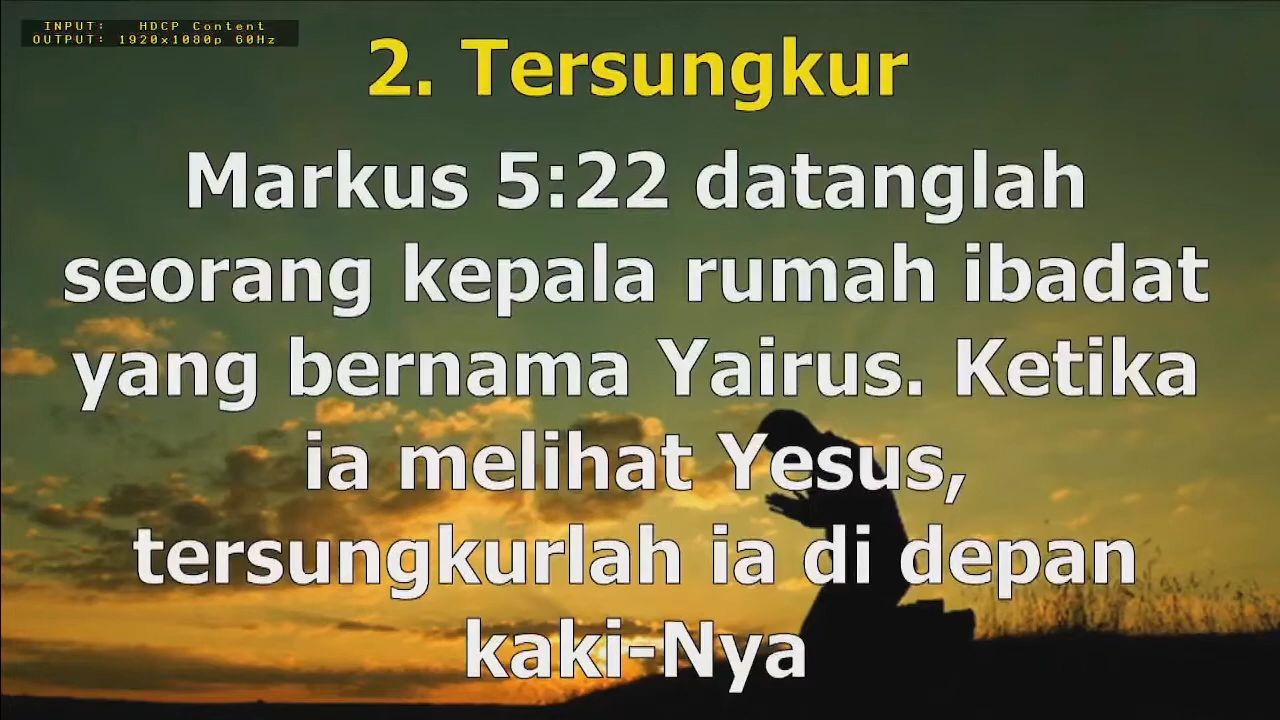 INPUT: HDCP Content
OUTPUT: 1920x1080p 60Hz
2. Tersungkur
Markus 5:22 datanglah
seorang kepala rumah ibadat
yang bernama Yairus. Ketika
ia melihat Yesus,
tersungkurlah ia di depan
kaki-Nya